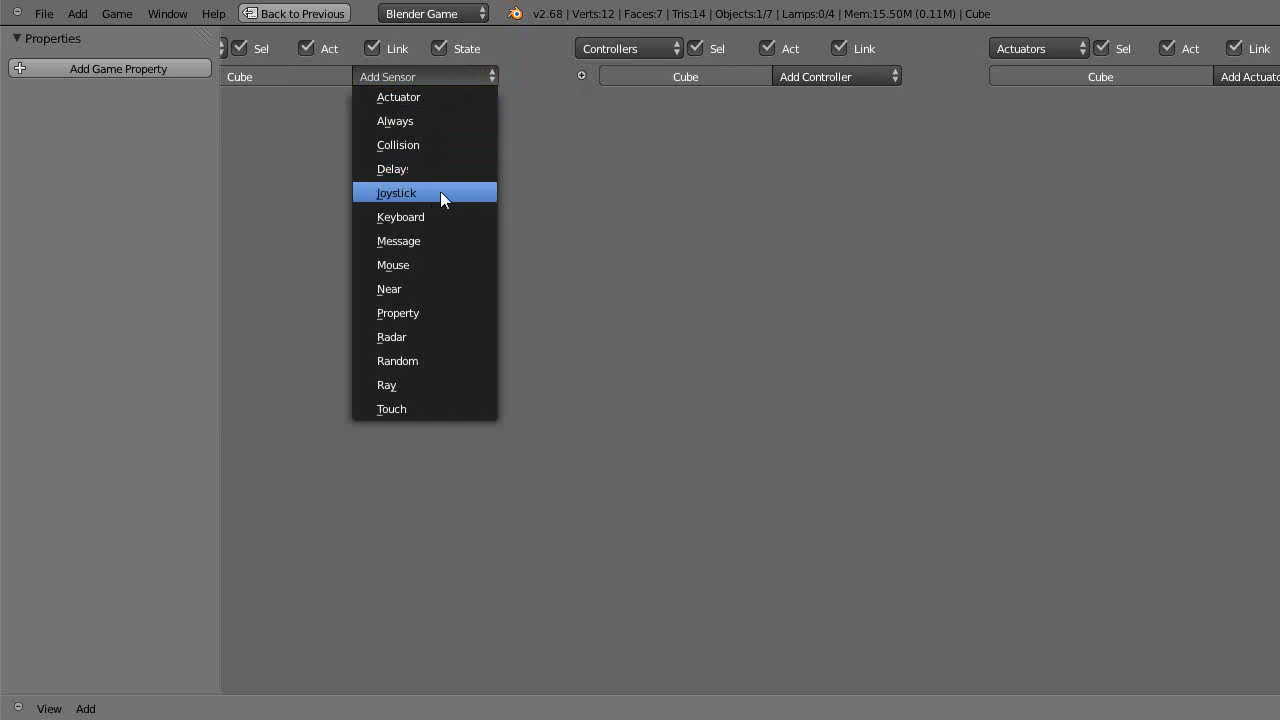 File Add Game Window Help Back to Previous Blender Game v2.68 | Verts:12 | Faces:7 | Tris:14 | Objects:1/7 | Lamps:0/4 | Mem:15.50M (0.11M) | Cube
Properties Sel Act Link State Controllers Sel Act Link Actuators Sel Act Link
Add Game Property Cube Add Sensor Cube Add Controller Cube Add Actuato
Actuator
Always
Collision
Delay
Joystick
Keyboard
Message
Mouse
Near
Property
Radar
Random
Ray
Touch
View Add